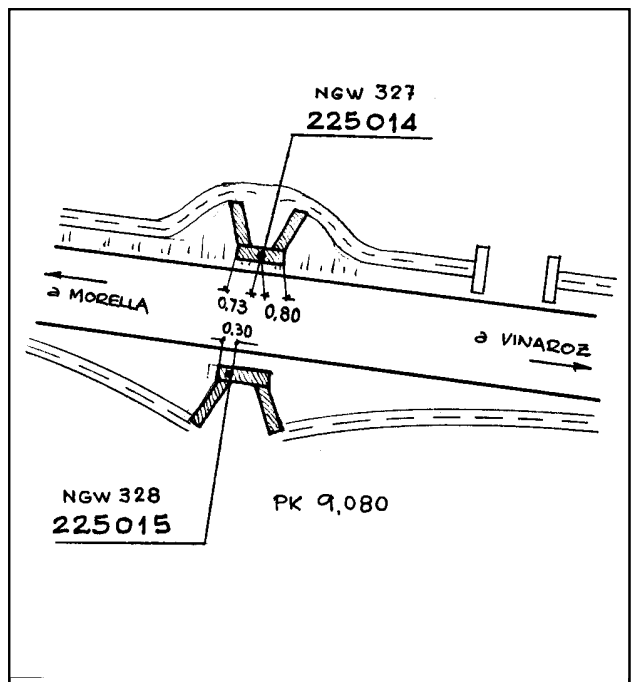 NGW 327
225014
a MORELLA
0,73
0,80
0,30
a VINAROZ
NGW 328
225015
PK 9,080